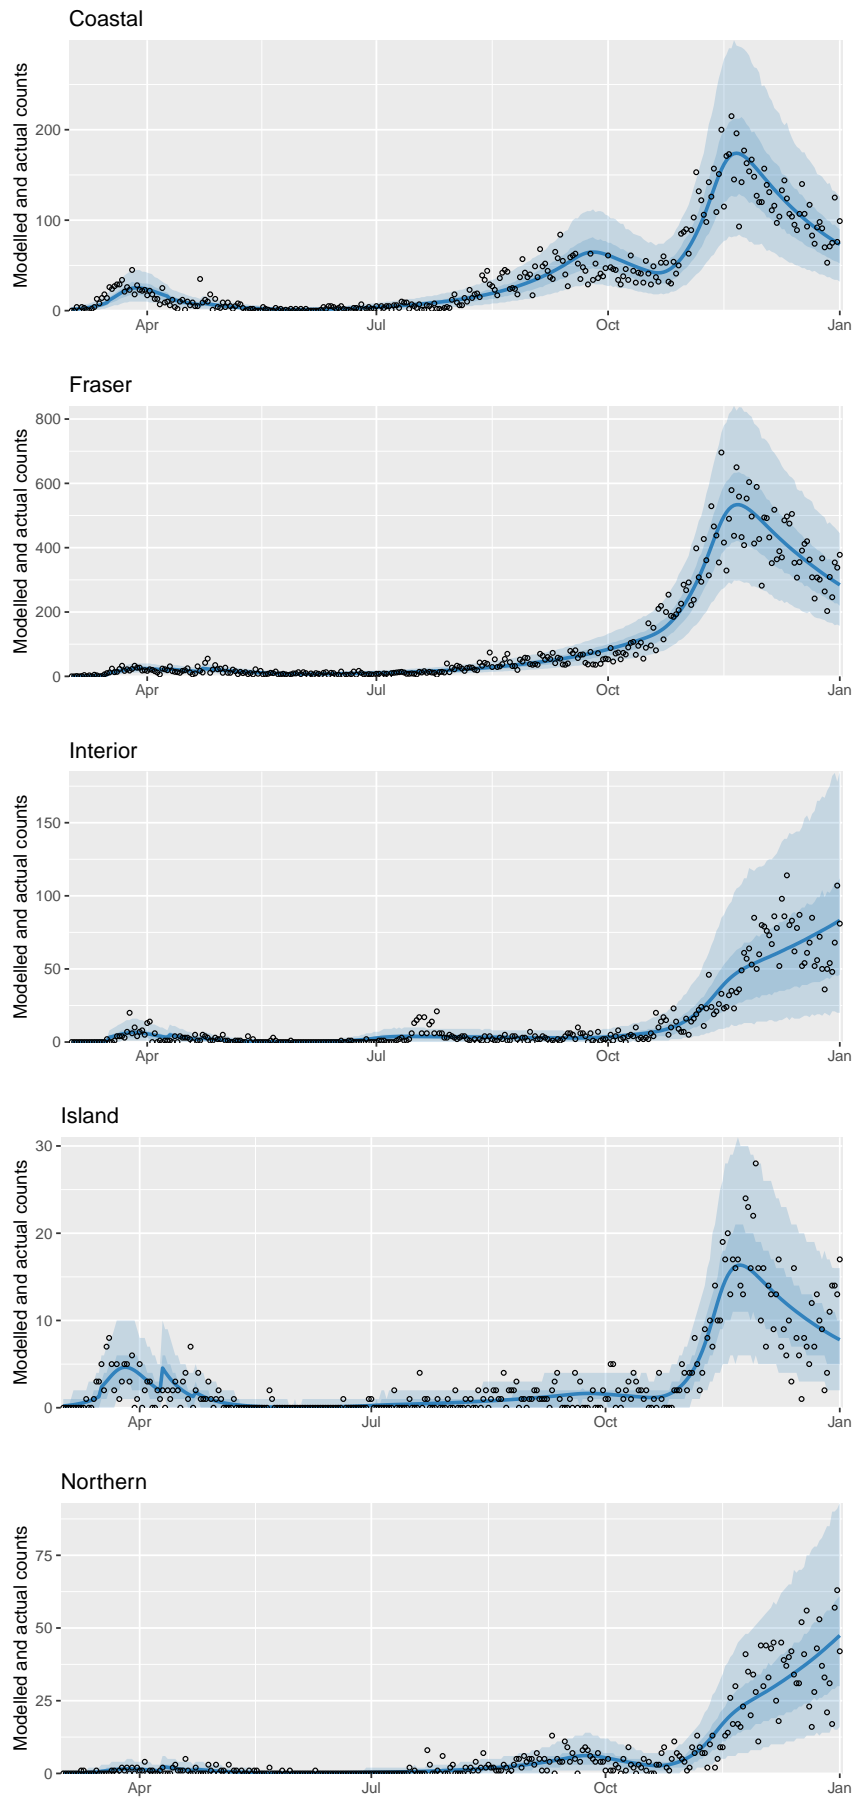 Coastal
Modelled and actual counts
200
100
0
Apr Jul Oct Jan
Fraser
Modelled and actual counts
800
600
400
200
0
Apr Jul Oct Jan
Interior
Modelled and actual counts
150
100
50
0
Apr Jul Oct Jan
Island
Modelled and actual counts
30
20
10
0
Apr Jul Oct Jan
Northern
Modelled and actual counts
75
50
25
0
Apr Jul Oct Jan